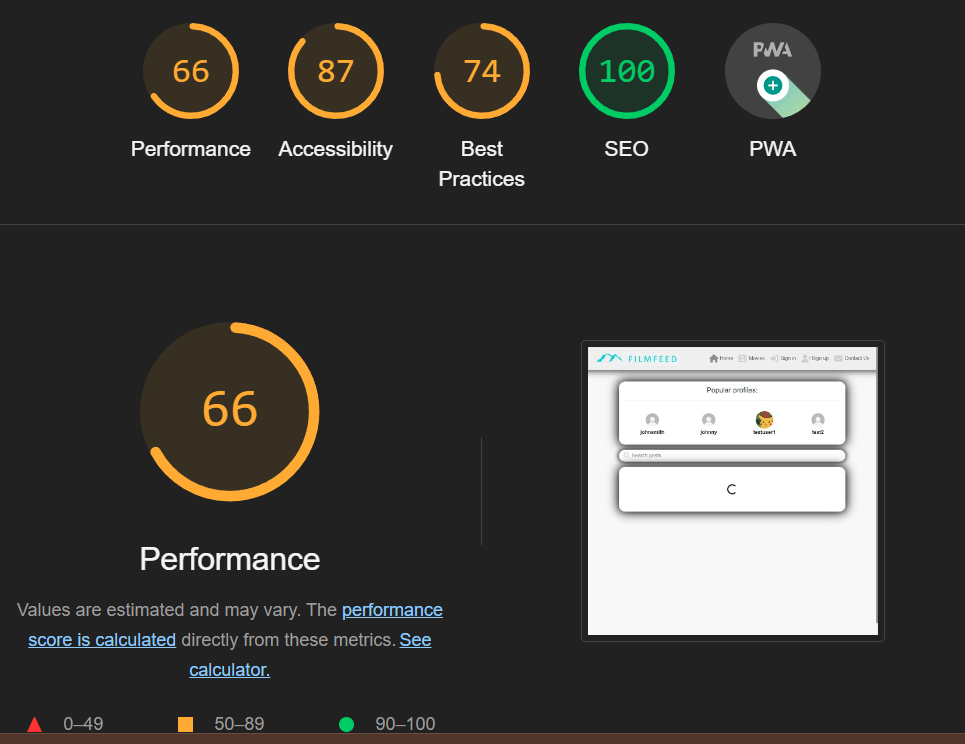 66 87 74 100 PWA
Performance Accessibility Best Practices SEO PWA
66
Performance
Values are estimated and may vary. The performance
score is calculated directly from these metrics. See
calculator.
0–49 50–89 90–100
FILMFEED Home Movies Sign in Sign up Contact Us
Popular profiles:
johnsmith johnny testuser1 test2
Search posts